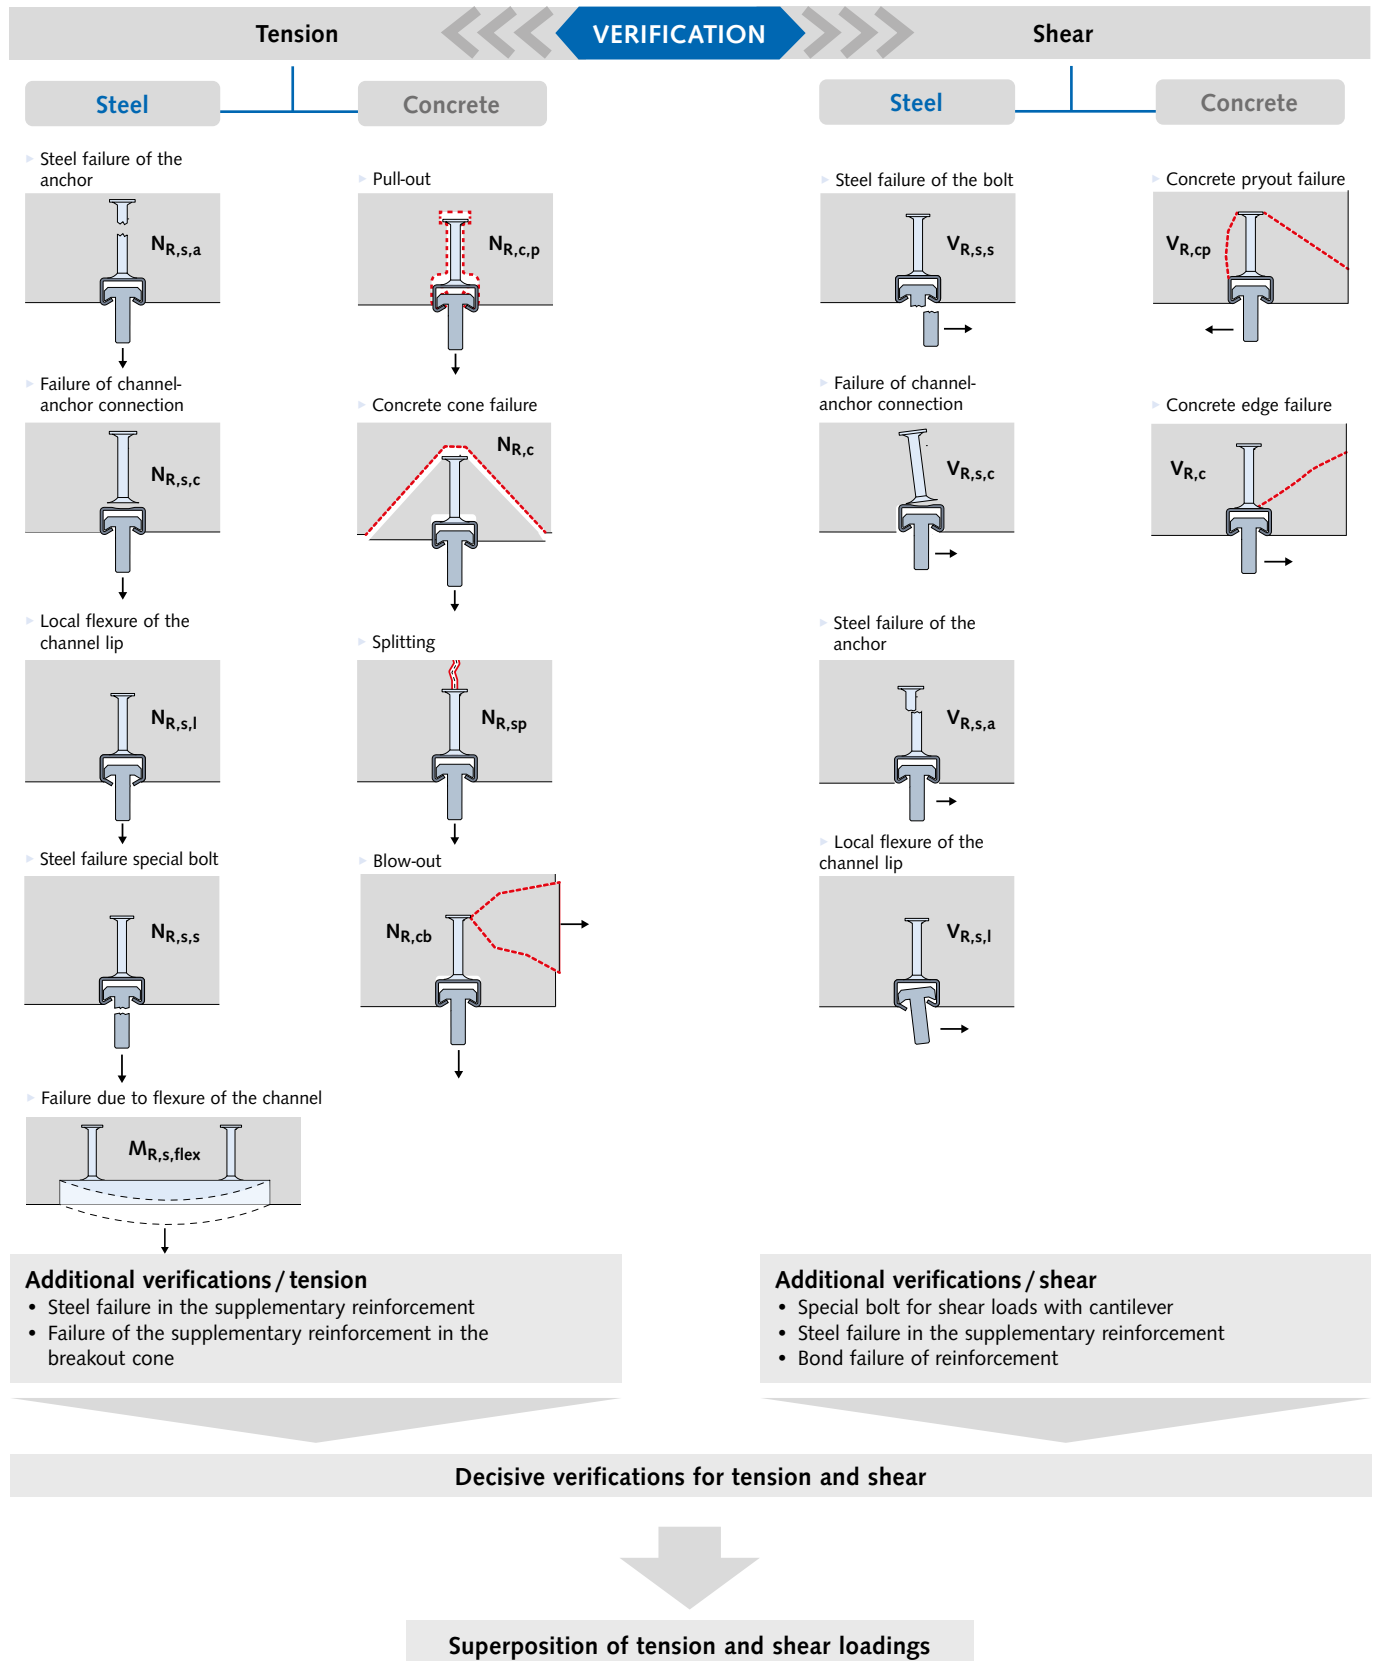 Tension
VERIFICATION
Shear
Steel
Concrete
Steel failure of the
anchor
N R,s,a
Failure of channel-
anchor connection
N R,s,c
Local flexure of the
channel lip
N R,s,l
Steel failure special bolt
N R,s,s
Failure due to flexure of the channel
M R,s,flex
Pull-out
N R,c,p
Concrete cone failure
N R,c
Splitting
N R,sp
Blow-out
N R,cb
Steel
Concrete
Steel failure of the bolt
V R,s,s
Failure of channel-
anchor connection
V R,s,c
Steel failure of the
anchor
V R,s,a
Local flexure of the
channel lip
V R,s,l
Concrete pryout failure
V R,cp
Concrete edge failure
V R,c
Additional verifications / tension
• Steel failure in the supplementary reinforcement
• Failure of the supplementary reinforcement in the
breakout cone
Additional verifications / shear
• Special bolt for shear loads with cantilever
• Steel failure in the supplementary reinforcement
• Bond failure of reinforcement
Decisive verifications for tension and shear
Superposition of tension and shear loadings